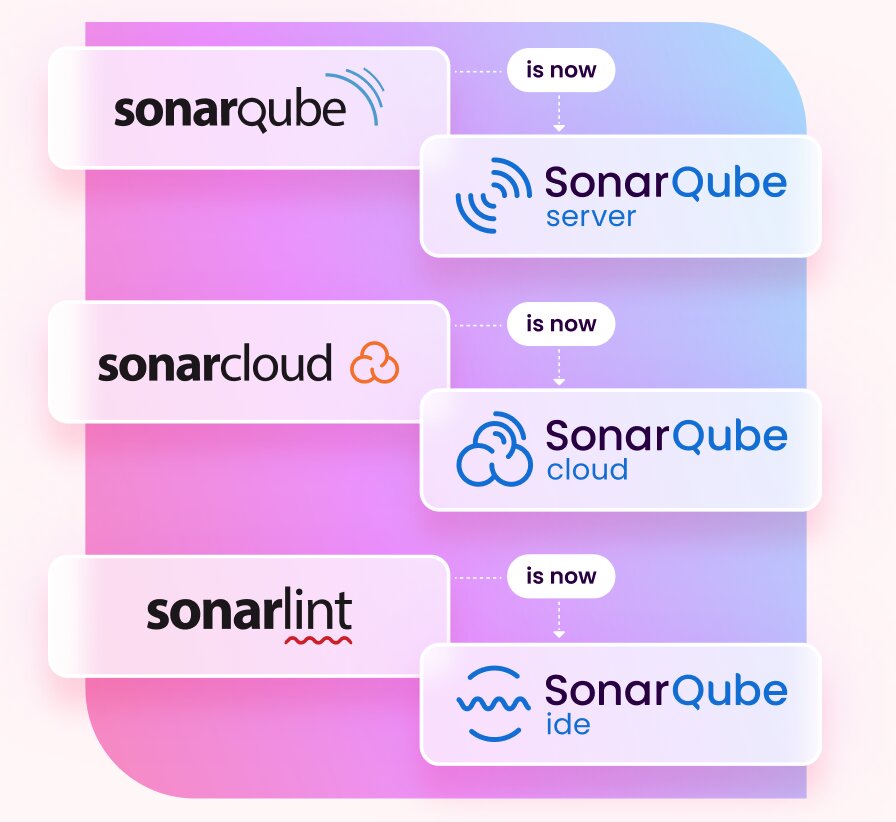 sonarqube
is now
SonarQube
server
sonarcloud
is now
SonarQube
cloud
sonarlint
is now
SonarQube
ide